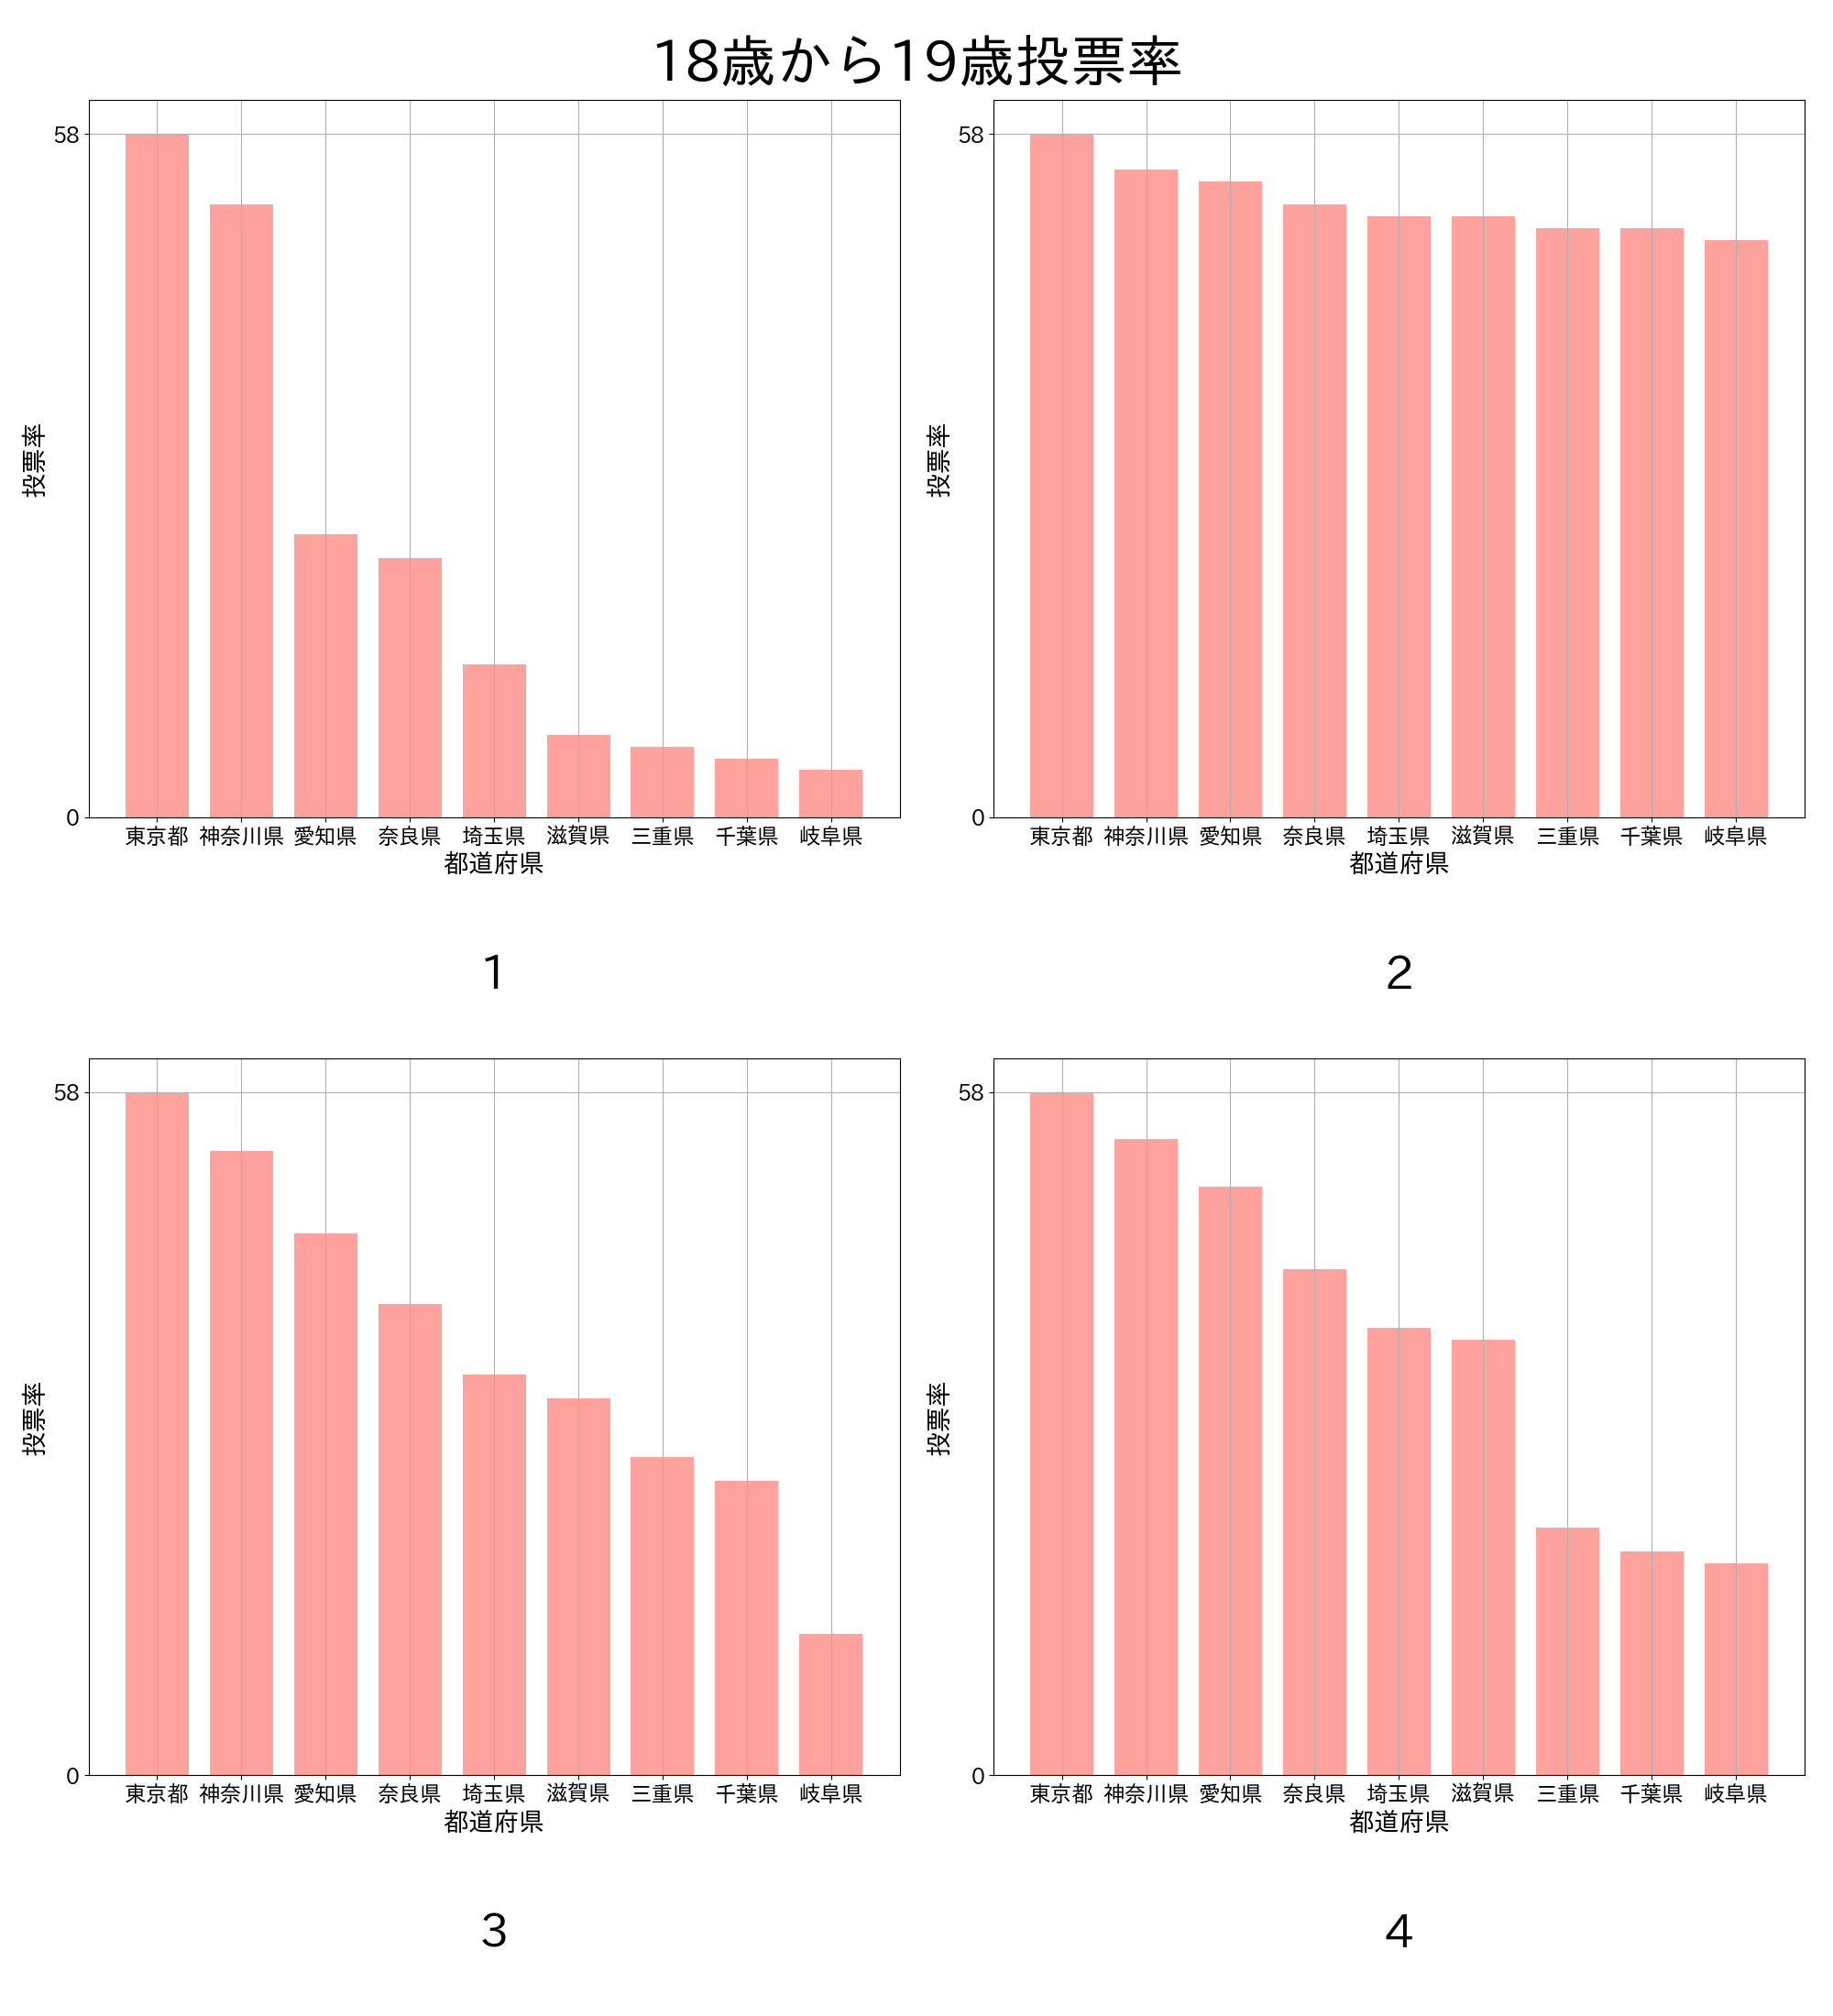 18歳から19歳投票率
58
0
投票率
東京都 神奈川県 愛知県 奈良県 埼玉県 滋賀県 三重県 千葉県 岐阜県
都道府県
1
58
0
投票率
東京都 神奈川県 愛知県 奈良県 埼玉県 滋賀県 三重県 千葉県 岐阜県
都道府県
2
58
0
投票率
東京都 神奈川県 愛知県 奈良県 埼玉県 滋賀県 三重県 千葉県 岐阜県
都道府県
3
58
0
投票率
東京都 神奈川県 愛知県 奈良県 埼玉県 滋賀県 三重県 千葉県 岐阜県
都道府県
4